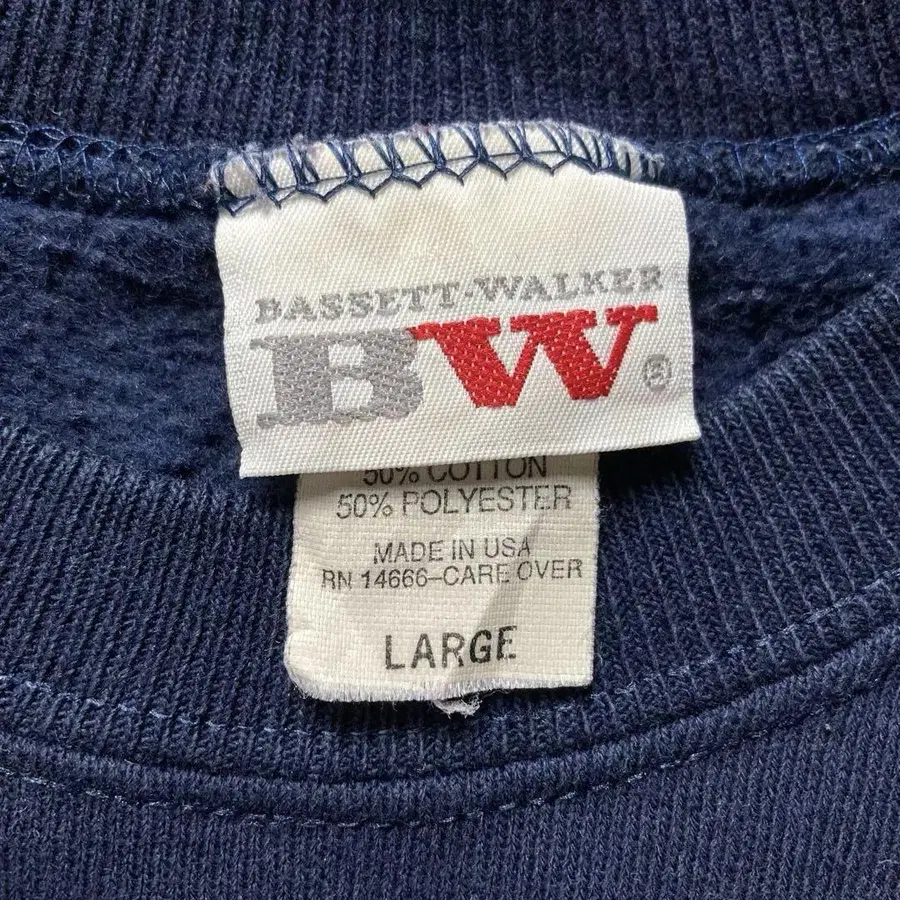 BASSETT-WALKER
BW®
50% COTTON
50% POLYESTER
MADE IN USA
RN 14666-CARE OVER
LARGE